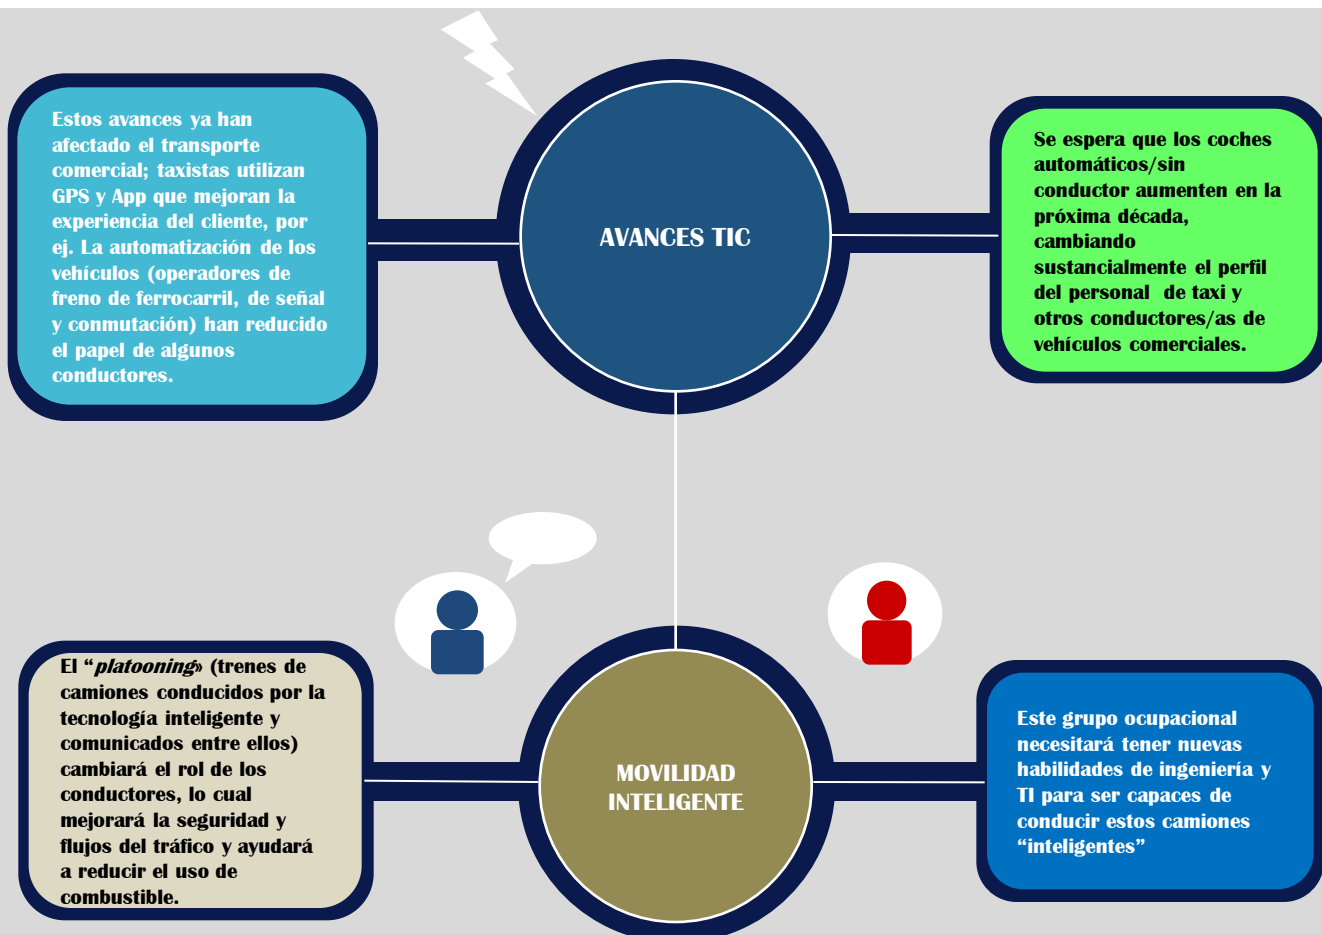 Estos avances ya han
afectado el transporte
comercial; taxistas utilizan
GPS y App que mejoran la
experiencia del cliente, por
ej. La automatización de los
vehículos (operadores de
freno de ferrocarril, de señal
y conmutación) han reducido
el papel de algunos
conductores.
AVANCES TIC
Se espera que los coches
automáticos/sin
conductor aumenten en la
próxima década,
cambiando
sustancialmente el perfil
del personal de taxi y
otros conductores/as de
vehículos comerciales.
El “platooning» (trenes de
camiones conducidos por la
tecnología inteligente y
comunicados entre ellos)
cambiará el rol de los
conductores, lo cual
mejorará la seguridad y
flujos del tráfico y ayudará
a reducir el uso de
combustible.
MOVILIDAD
INTELIGENTE
Este grupo ocupacional
necesitará tener nuevas
habilidades de ingeniería y
TI para ser capaces de
conducir estos camiones
“inteligentes”